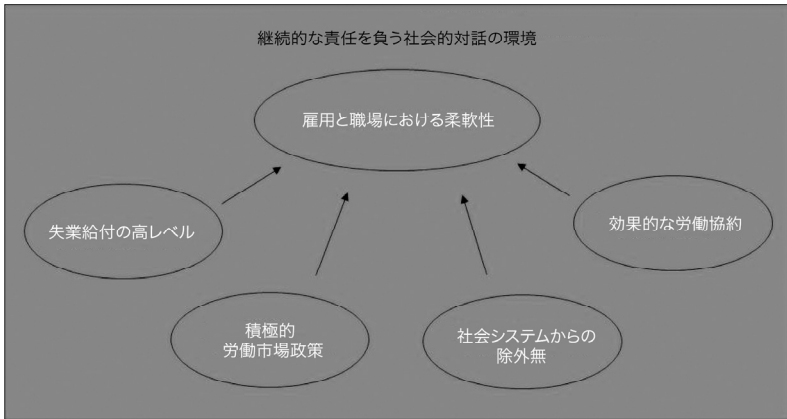 継続的な責任を負う社会的対話の環境
雇用と職場における柔軟性
失業給付の高レベル
効果的な労働協約
積極的
労働市場政策
社会システムからの
除外無